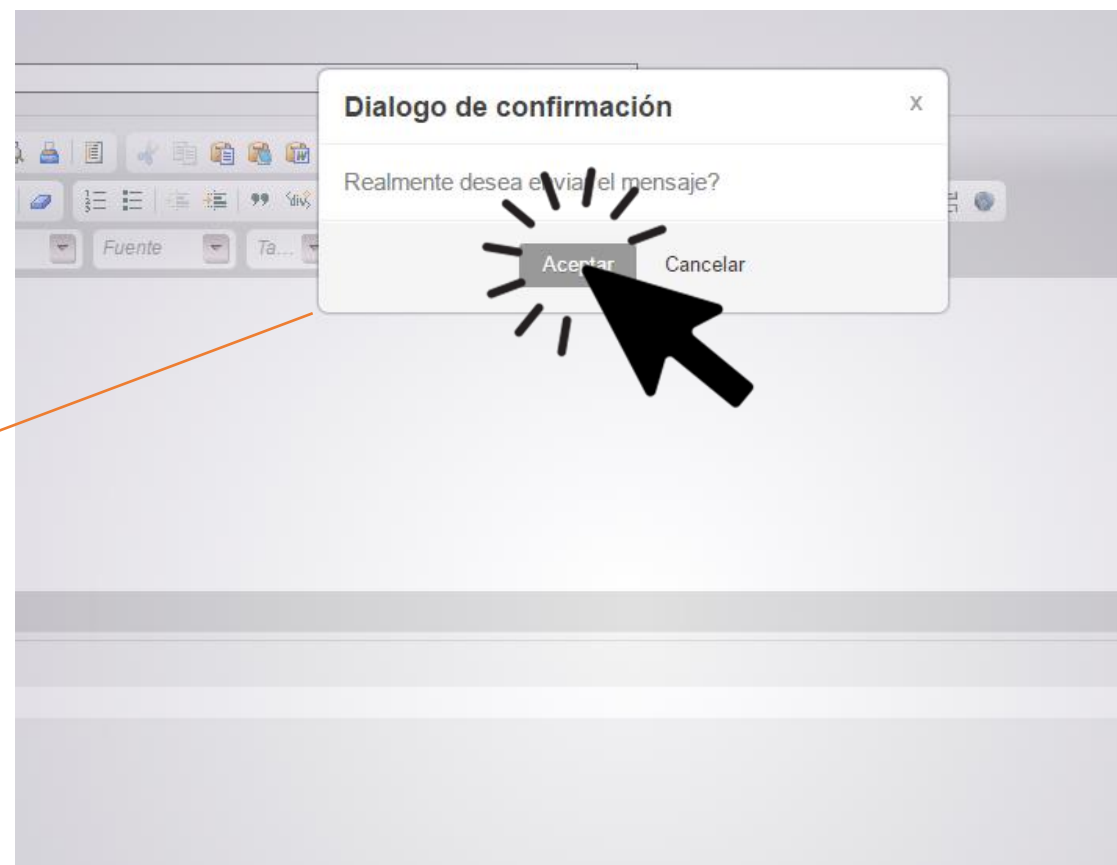 Dialogo de confirmación x
Realmente desea enviar el mensaje?
Fuente Ta...
Aceptar Cancelar